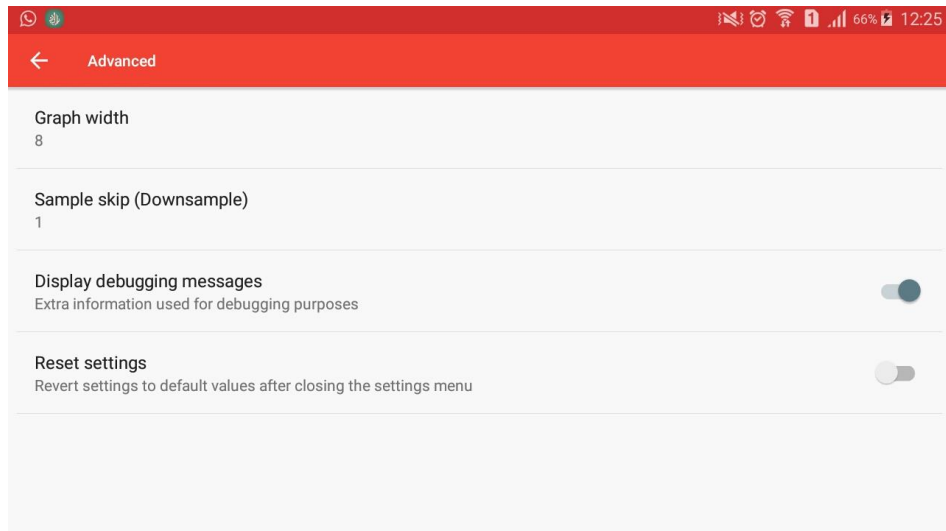 1 66% 12:25
Advanced
Graph width
8
Sample skip (Downsample)
1
Display debugging messages
Extra information used for debugging purposes
Reset settings
Revert settings to default values after closing the settings menu